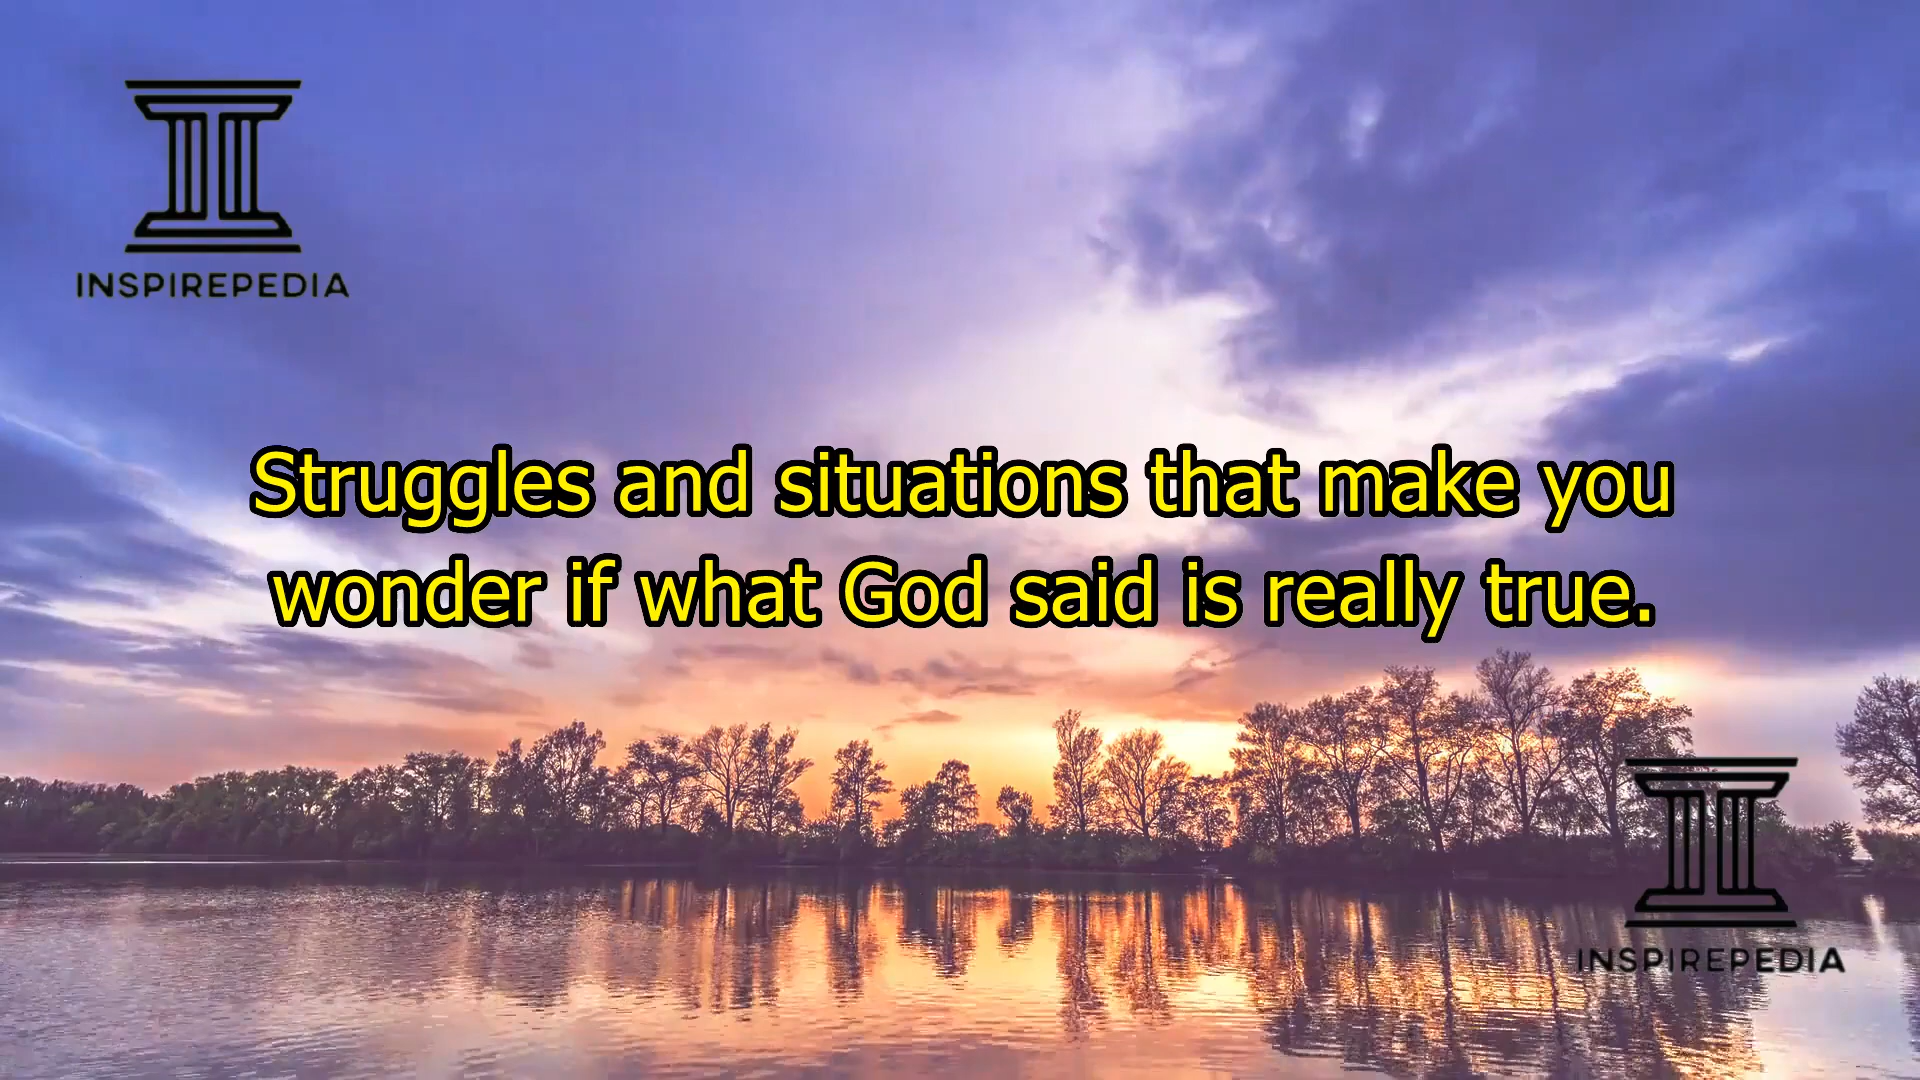 INSPIREPEDIA
Struggles and situations that make you
wonder if what God said is really true.
INSPIREPEDIA